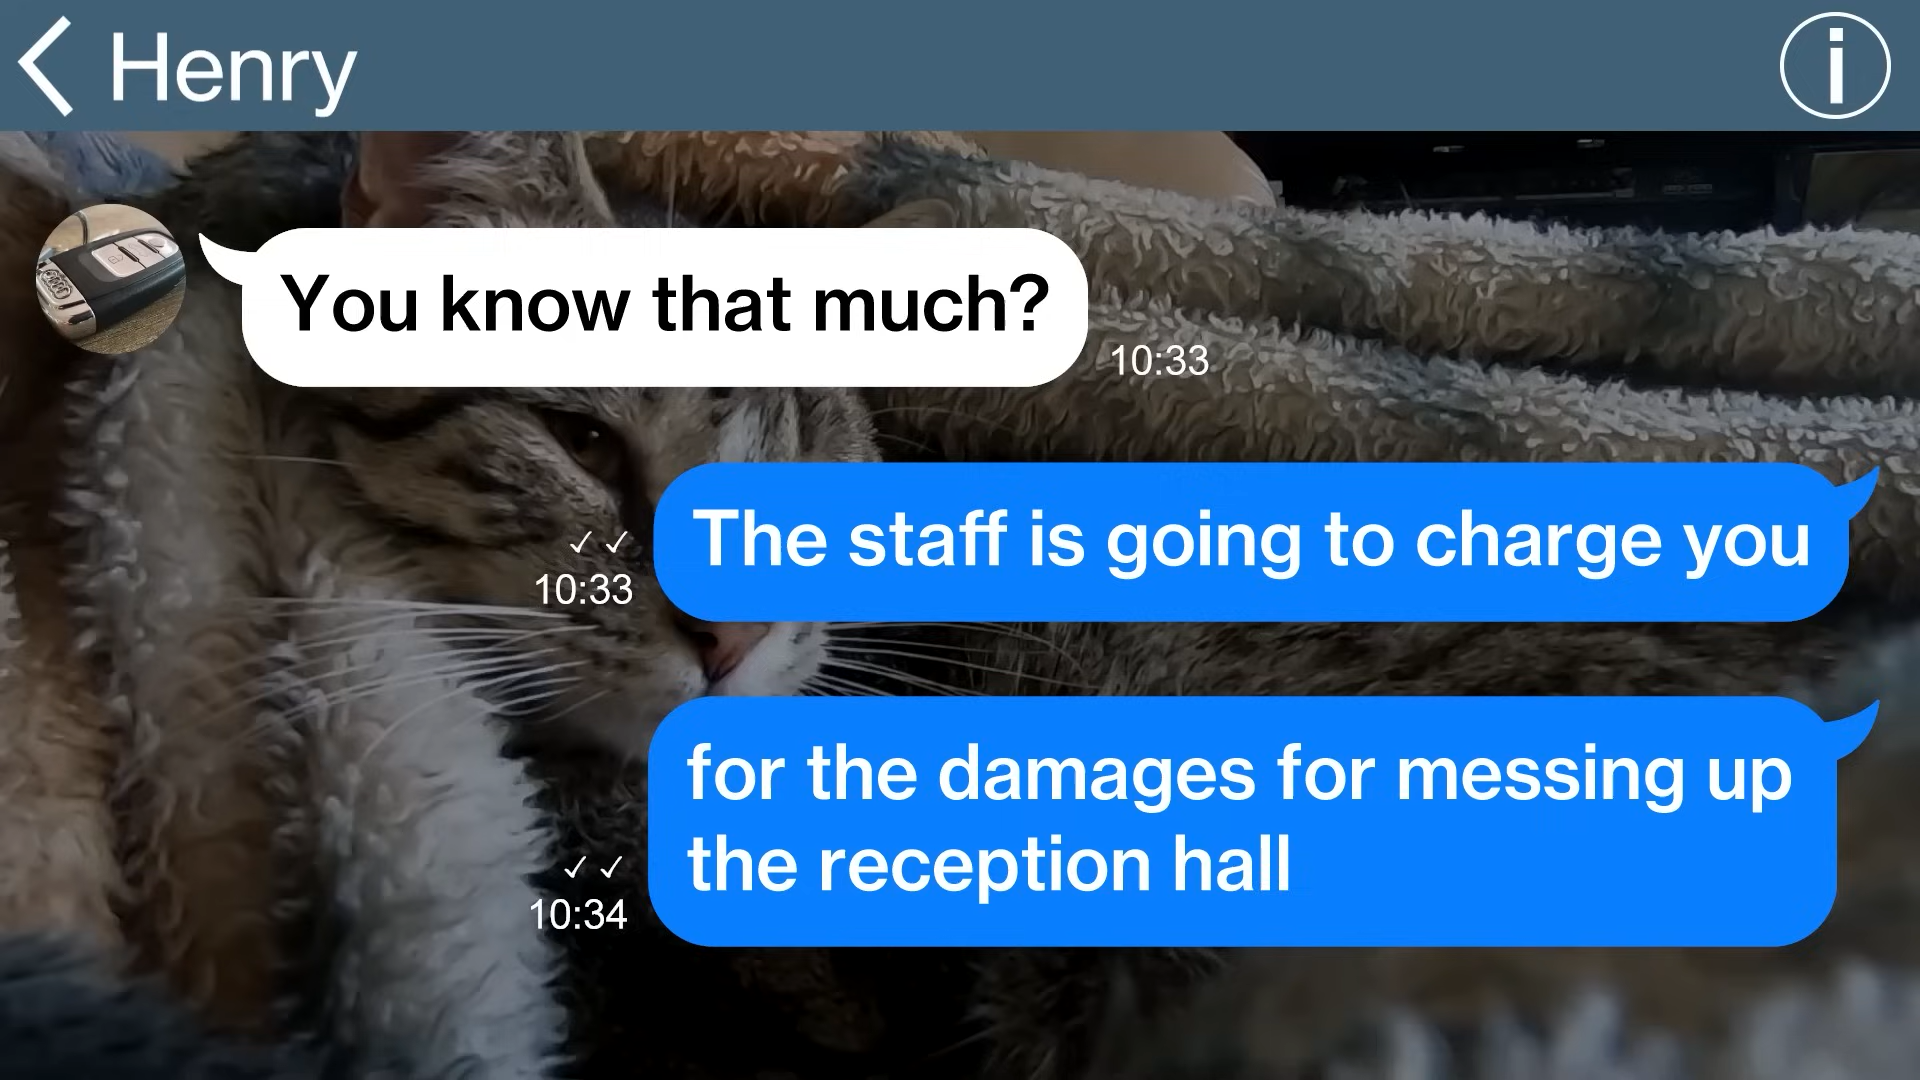 Henry
You know that much?
10:33
The staff is going to charge you
✓✓
10:33
for the damages for messing up
the reception hall
✓✓
10:34